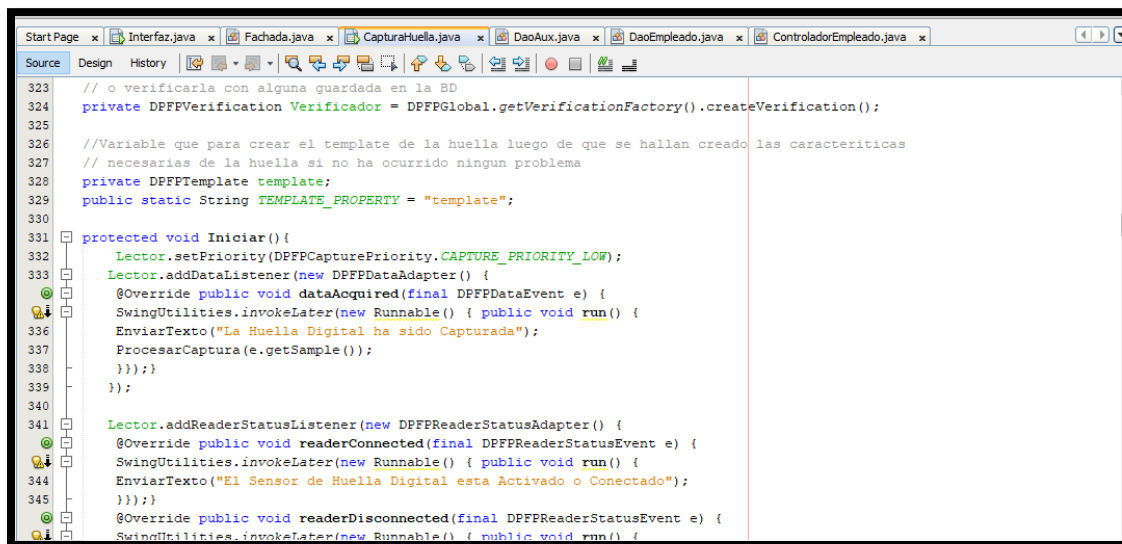 Start Page x Interfaz.java x Fachada.java x CapturaHuella.java x DaoAux.java x DaoEmpleado.java x ControladorEmpleado.java x
Source Design History
323 // o verificarla con alguna guardada en la BD
324 private DPFPVerification Verificador = DPFPGlobal.getVerificationFactory().createVerification();
325
326 //Variable que para crear el template de la huella luego de que se hallan creado las caracteriticas
327 // necesarias de la huella si no ha ocurrido ningun problema
328 private DPFPTemplate template;
329 public static String TEMPLATE_PROPERTY = "template";
330
331 protected void Iniciar(){
332 Lector.setPriority(DPFPCapturePriority.CAPTURE_PRIORITY_LOW);
333 Lector.addDataListener(new DPFPDataAdapter() {
@Override public void dataAcquired(final DPFPDataEvent e) {
SwingUtilities.invokeLater(new Runnable() { public void run() {
336 EnviarTexto("La Huella Digital ha sido Capturada");
337 ProcesarCaptura(e.getSample());
338 }});}
339 });
340
341 Lector.addReaderStatusListener(new DPFPReaderStatusAdapter() {
@Override public void readerConnected(final DPFPReaderStatusEvent e) {
SwingUtilities.invokeLater(new Runnable() { public void run() {
344 EnviarTexto("El Sensor de Huella Digital esta Activado o Conectado");
345 }});}
@Override public void readerDisconnected(final DPFPReaderStatusEvent e) {
SwingUtilities.invokeLater(new Runnable() { public void run() {